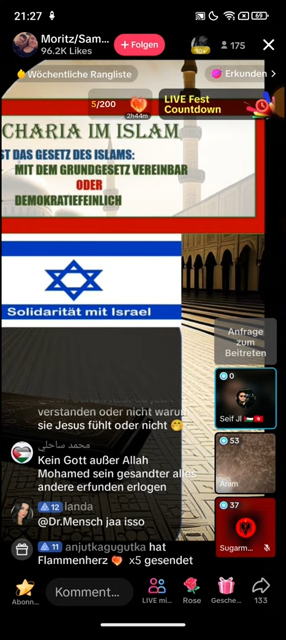 21:27
69
Moritz/Sam...
96.2K Likes
+ Folgen
175
Wöchentliche Rangliste
Erkunden >
5/200
2h44m
LIVE Fest
Countdown
CHARIA IM ISLAM
ST DAS GESETZ DES ISLAMS:
MIT DEM GRUNDGESETZ VEREINBAR
ODER
DEMOKRATIEFEINLICH
Solidarität mit Israel
Anfrage
zum
Beitreten
0
Seif Jl 🇵🇸 🇹🇳
verstanden oder nicht warum
sie Jesus fühlt oder nicht 🤭
محمد ساحلي
Kein Gott außer Allah
Mohamed sein gesandter alles
andere erfunden erlogen
53
Anim
12 landa
@Dr.Mensch jaa isso
37
Sugarm...
11 anjutkagugutka hat
Flammenherz x5 gesendet
Abonn...
Komment...
LIVE mi...
Rose
Gesche...
133